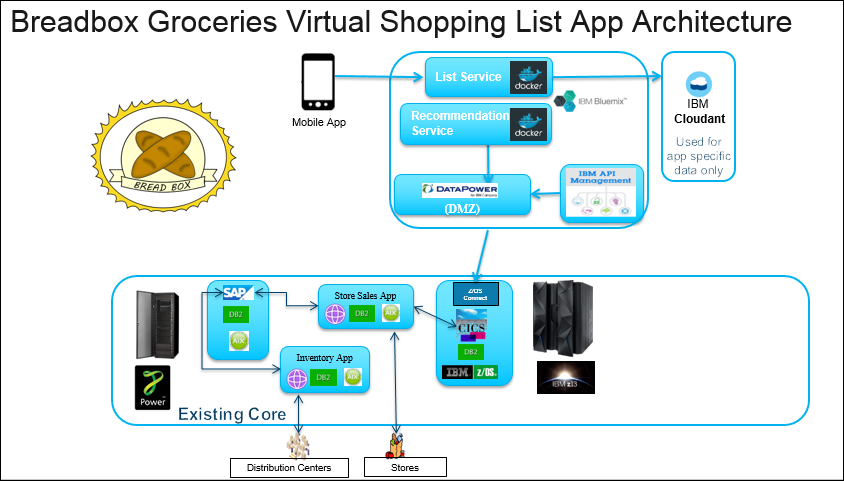 Breadbox Groceries Virtual Shopping List App Architecture
Mobile App
List Service
docker
IBM Bluemix™
Recommendation
Service
docker
IBM
Cloudant
Used for
app specific
data only
BREAD BOX
DATAPOWER
(DMZ)
IBM API
Management
SAP
DB2
AIX
Store Sales App
DB2
AIX
Inventory App
DB2
AIX
z/OS
Connect
CICS
DB2
IBM z/OS.
IBM z13
Power
Existing Core
Distribution Centers
Stores